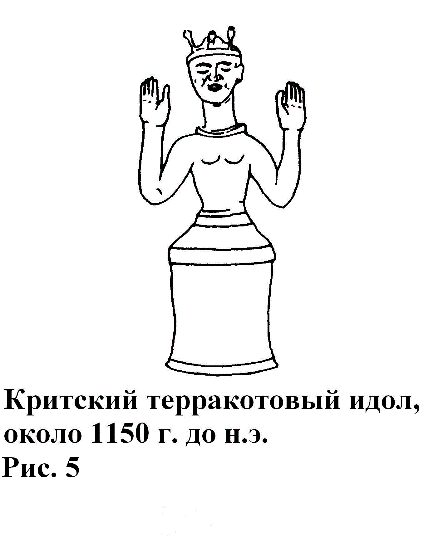 Критский терракотовый идол,
около 1150 г. до н.э.
Рис. 5